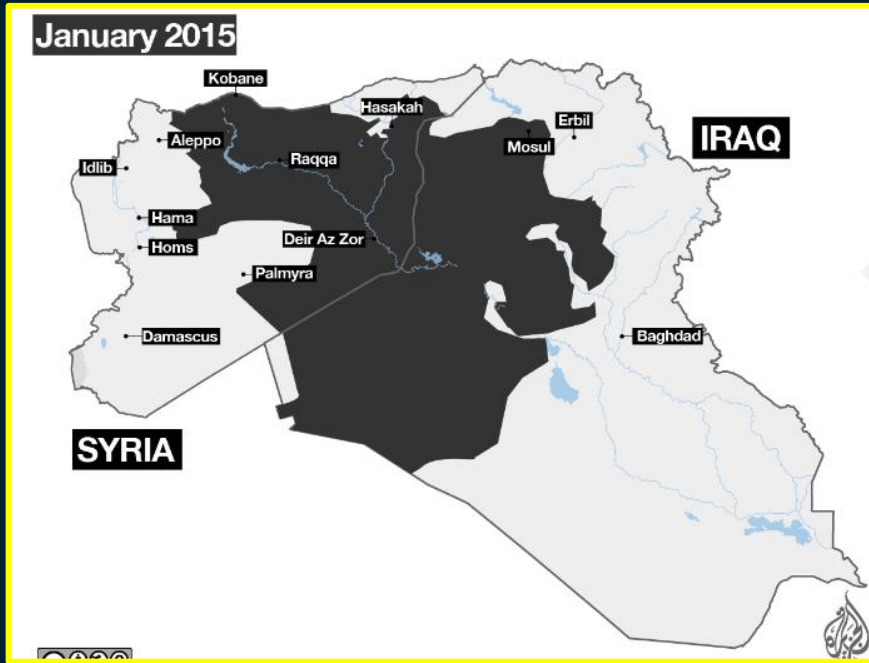 January 2015
Kobane
Hasakah
Erbil
Aleppo
Mosul
IRAQ
Idlib
Raqqa
Hama
Deir Az Zor
Homs
Palmyra
Damascus
Baghdad
SYRIA
الجزيرة